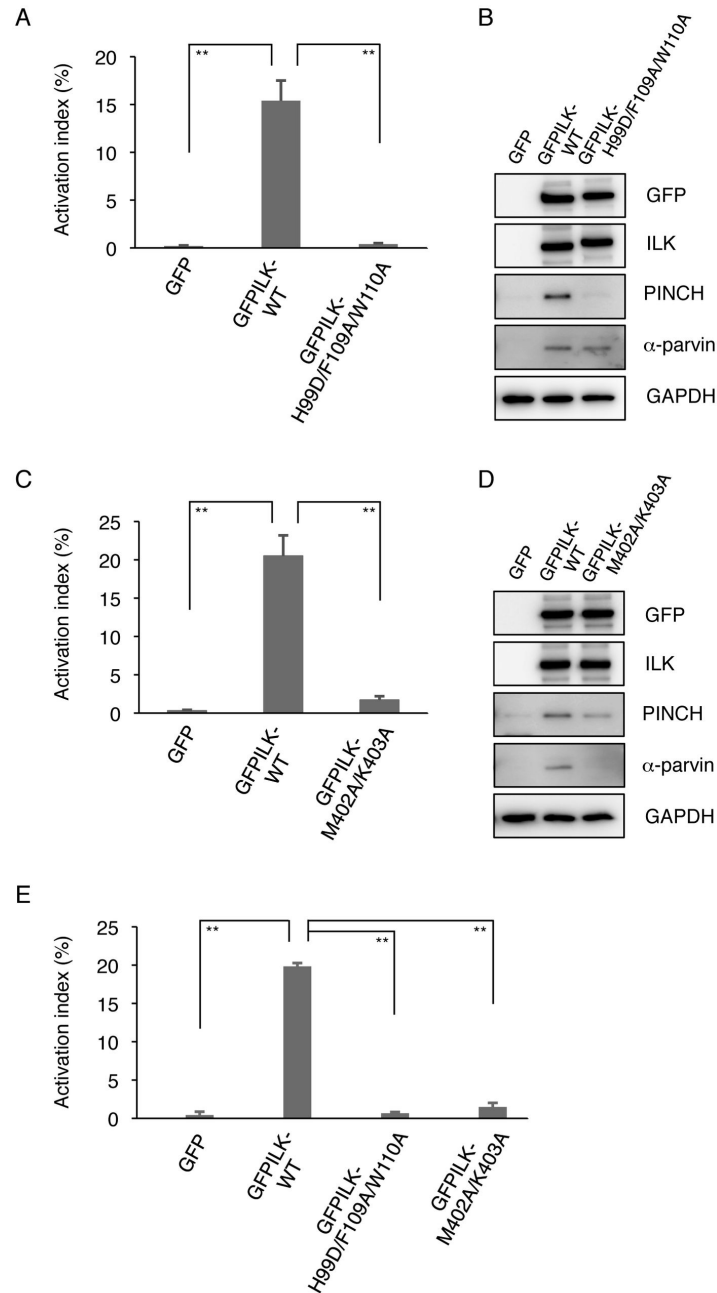 A
Activation index (%)
20
15
10
5
0
**
**
GFP
GFPILK-
WT
GFPILK-
H99D/F109A/W110A
B
GFP
GFPILK-
WT
GFPILK-
H99D/F109A/W110A
GFP
ILK
PINCH
α-parvin
GAPDH
C
Activation index (%)
25
20
15
10
5
0
**
**
GFP
GFPILK-
WT
GFPILK-
M402A/K403A
D
GFP
GFPILK-
WT
GFPILK-
M402A/K403A
GFP
ILK
PINCH
α-parvin
GAPDH
E
Activation index (%)
25
20
15
10
5
0
**
**
**
GFP
GFPILK-
WT
GFPILK-
H99D/F109A/W110A
GFPILK-
M402A/K403A